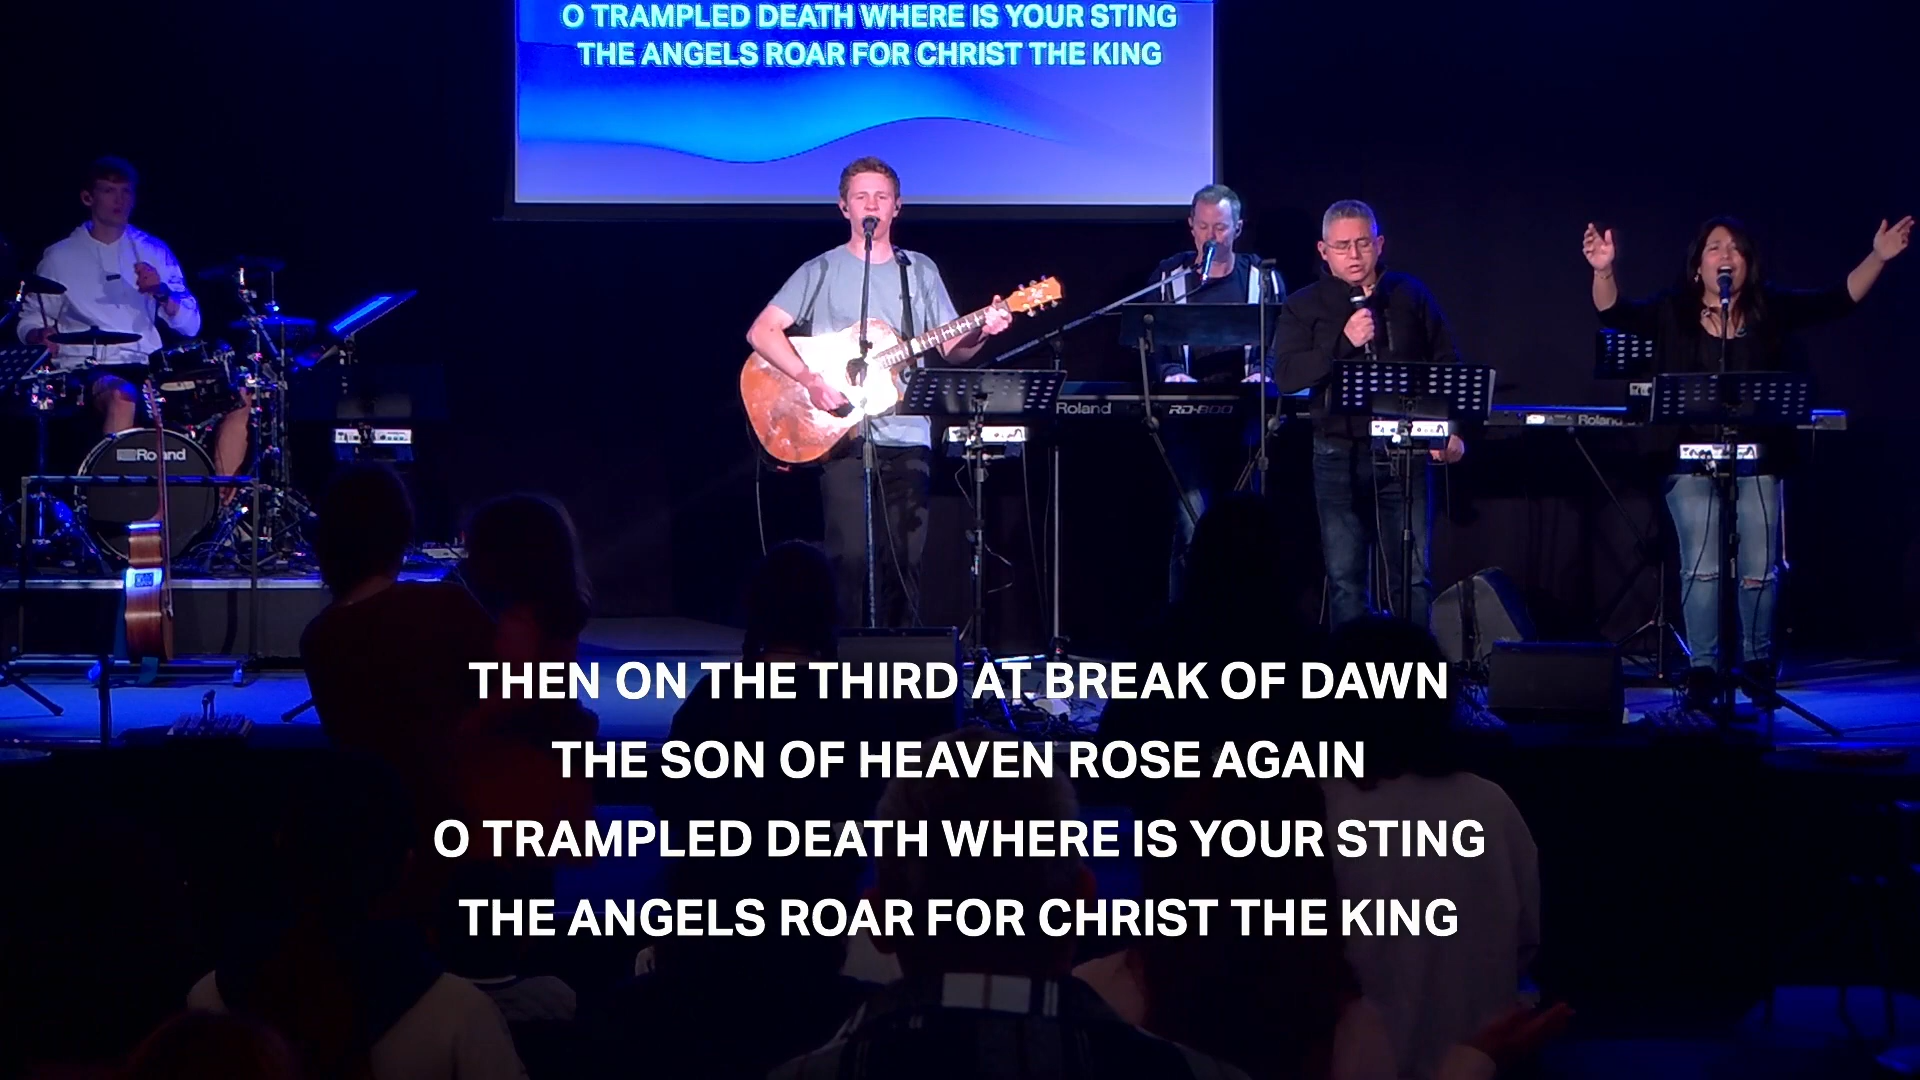 O TRAMPLED DEATH WHERE IS YOUR STING
THE ANGELS ROAR FOR CHRIST THE KING
Roland
Roland RD-800
Roland
THEN ON THE THIRD AT BREAK OF DAWN
THE SON OF HEAVEN ROSE AGAIN
O TRAMPLED DEATH WHERE IS YOUR STING
THE ANGELS ROAR FOR CHRIST THE KING